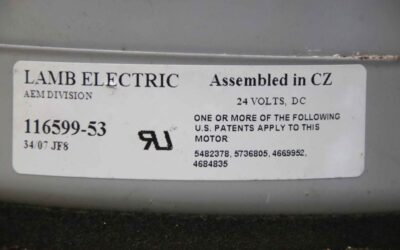 LAMB ELECTRIC
AEM DIVISION
116599-53
34/07 JF8
Assembled in CZ
24 VOLTS, DC
ONE OR MORE OF THE FOLLOWING
U.S. PATENTS APPLY TO THIS
MOTOR
5482378, 5736805, 4669952,
4684835